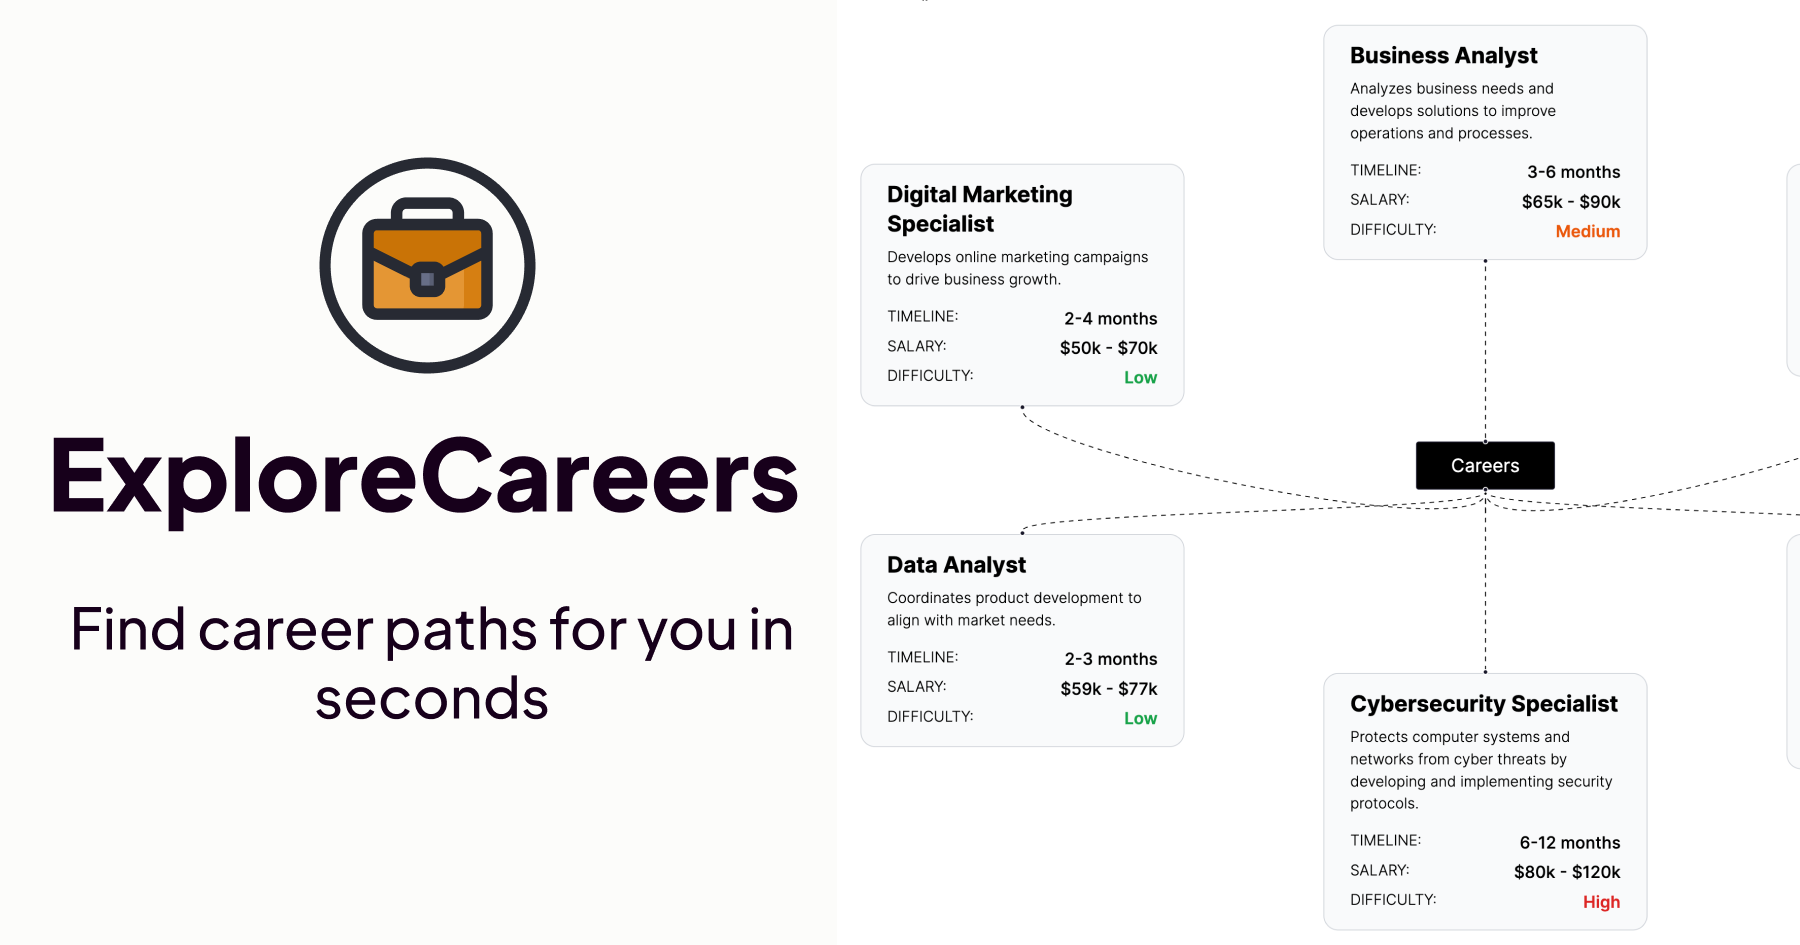 ExploreCareers
Find career paths for you in
seconds
Business Analyst
Analyzes business needs and
develops solutions to improve
operations and processes.
TIMELINE: 3-6 months
SALARY: $65k - $90k
DIFFICULTY: Medium
Digital Marketing
Specialist
Develops online marketing campaigns
to drive business growth.
TIMELINE: 2-4 months
SALARY: $50k - $70k
DIFFICULTY: Low
Careers
Data Analyst
Coordinates product development to
align with market needs.
TIMELINE: 2-3 months
SALARY: $59k - $77k
DIFFICULTY: Low
Cybersecurity Specialist
Protects computer systems and
networks from cyber threats by
developing and implementing security
protocols.
TIMELINE: 6-12 months
SALARY: $80k - $120k
DIFFICULTY: High